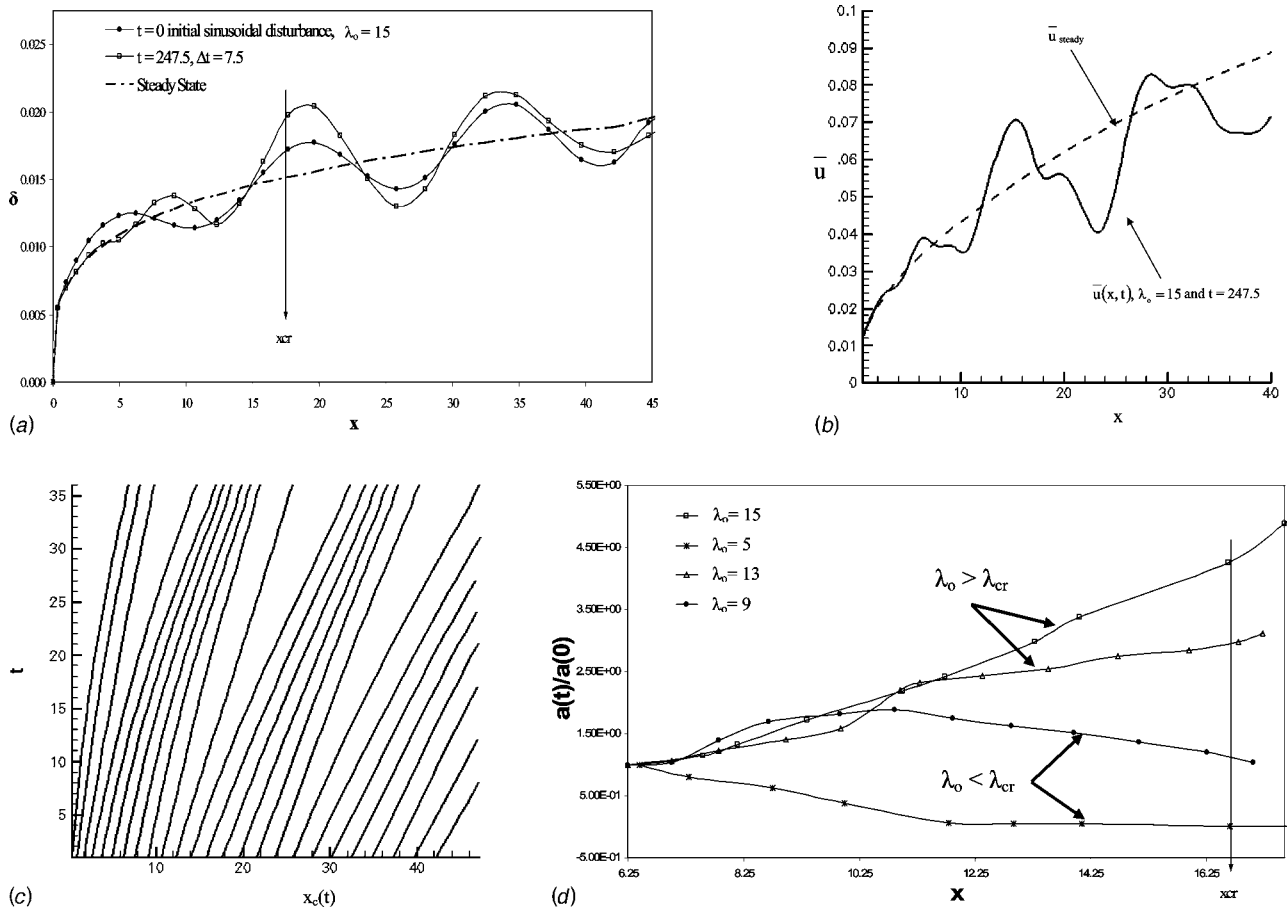 t = 0 initial sinusoidal disturbance, λo = 15
t = 247.5, Δt = 7.5
Steady State
0.025
0.020
0.015
0.010
0.005
0.000
δ
xcr
0 5 10 15 20 25 30 35 40 45
x
(a)
u̅ steady
0.1
0.09
0.08
0.07
0.06
0.05
0.04
0.03
0.02
0.01
0
u̅
u̅(x, t), λo = 15 and t = 247.5
10 20 30 40
x
(b)
35
30
25
20
15
10
5
t
10 20 30 40
xc(t)
(c)
5.50E+00
4.50E+00
3.50E+00
2.50E+00
1.50E+00
5.00E-01
-5.00E-01
a(t)/a(0)
λo = 15
λo = 5
λo = 13
λo = 9
λo > λcr
λo < λcr
6.25 8.25 10.25 12.25 14.25 16.25
x
xcr
(d)